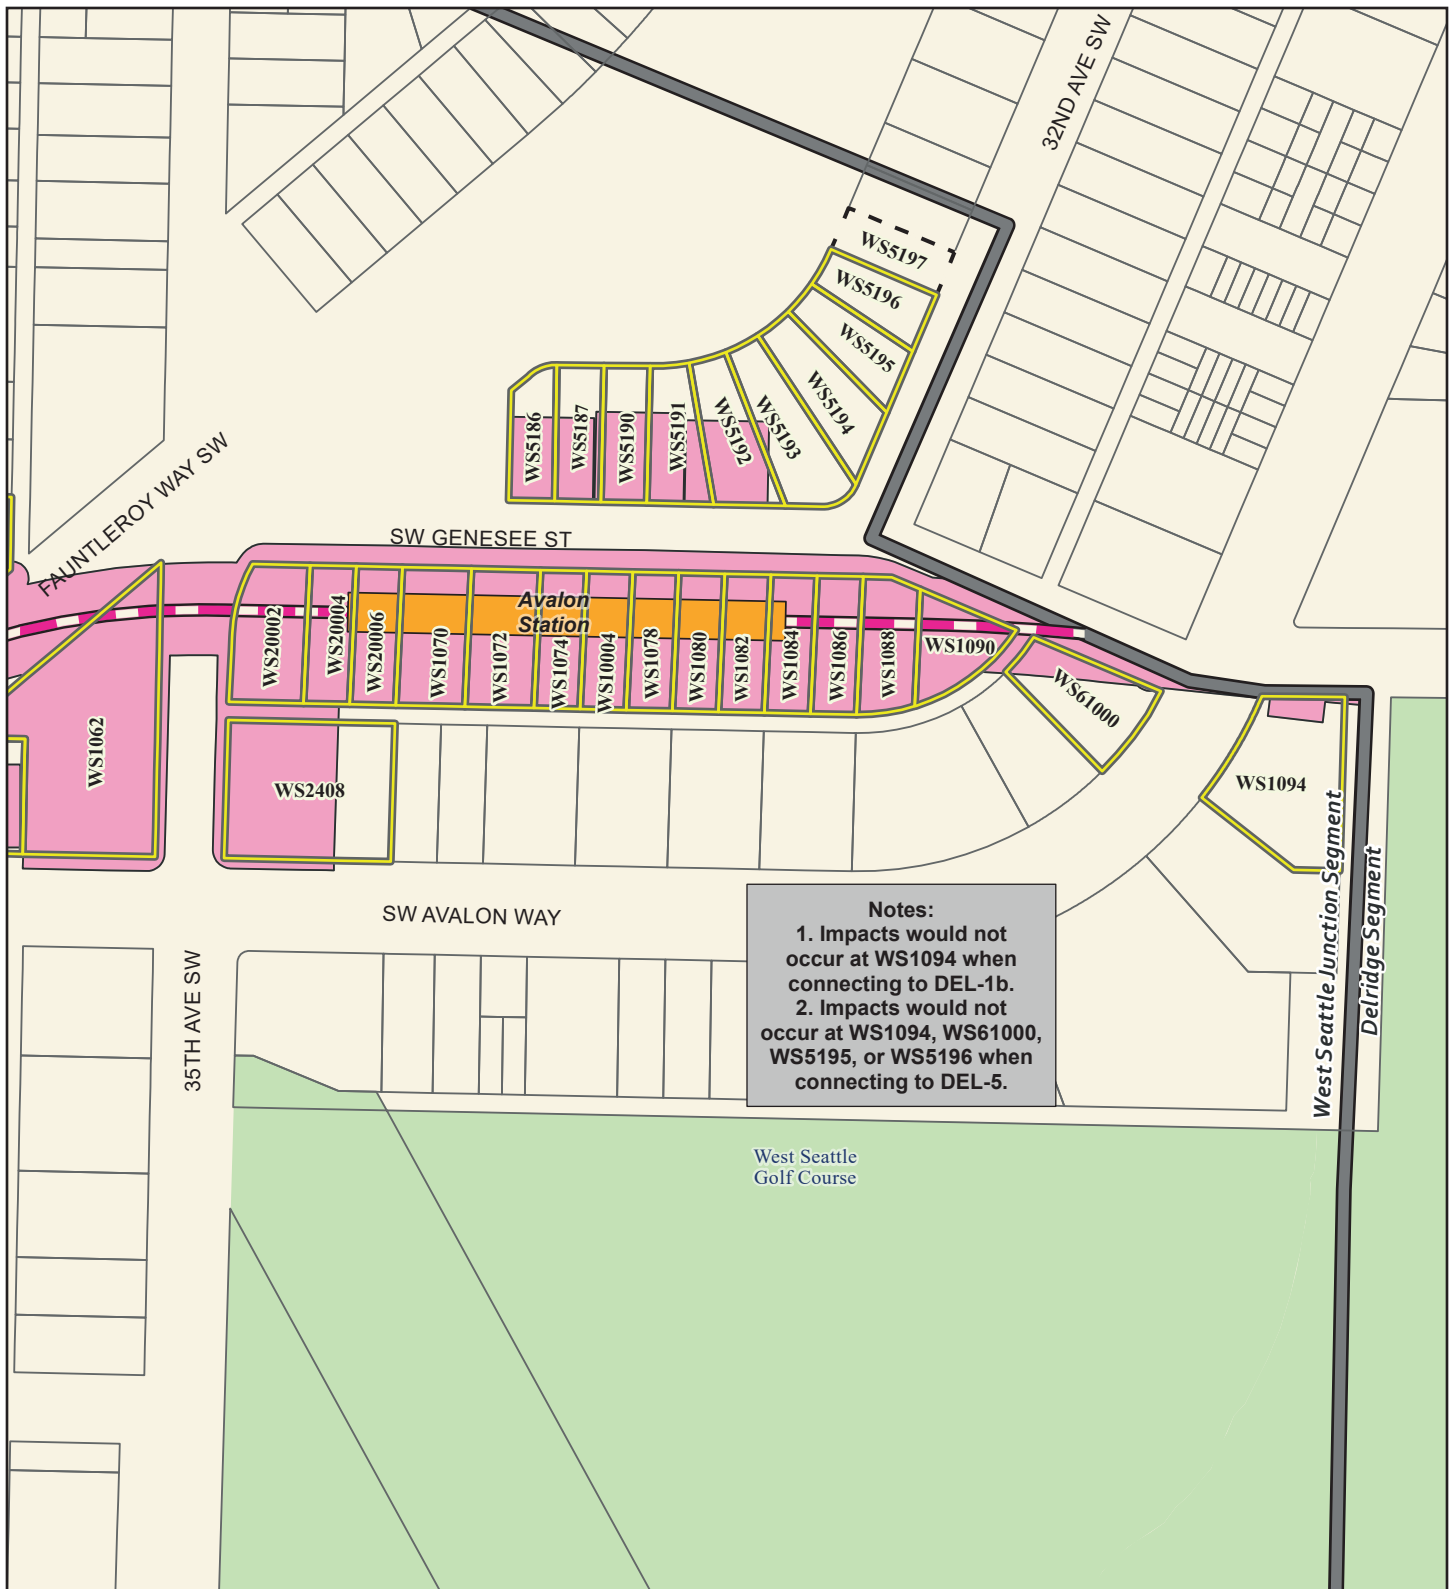 32ND AVE SW
WS5197
WS5196
WS5195
WS5194
WS5193
WS5192
WS5191
WS5190
WS5187
WS5186
FAUNTLEROY WAY SW
SW GENESEE ST
Avalon
Station
WS27002
WS20004
WS20006
WS1070
WS1072
WS1074
WS10004
WS1078
WS1080
WS1082
WS1084
WS1086
WS1088
WS1090
WS61000
WS1062
WS2408
WS1094
SW AVALON WAY
35TH AVE SW
Notes:
1. Impacts would not
occur at WS1094 when
connecting to DEL-1b.
2. Impacts would not
occur at WS1094, WS61000,
WS5195, or WS5196 when
connecting to DEL-5.
West Seattle Junction Segment
Delridge Segment
West Seattle
Golf Course